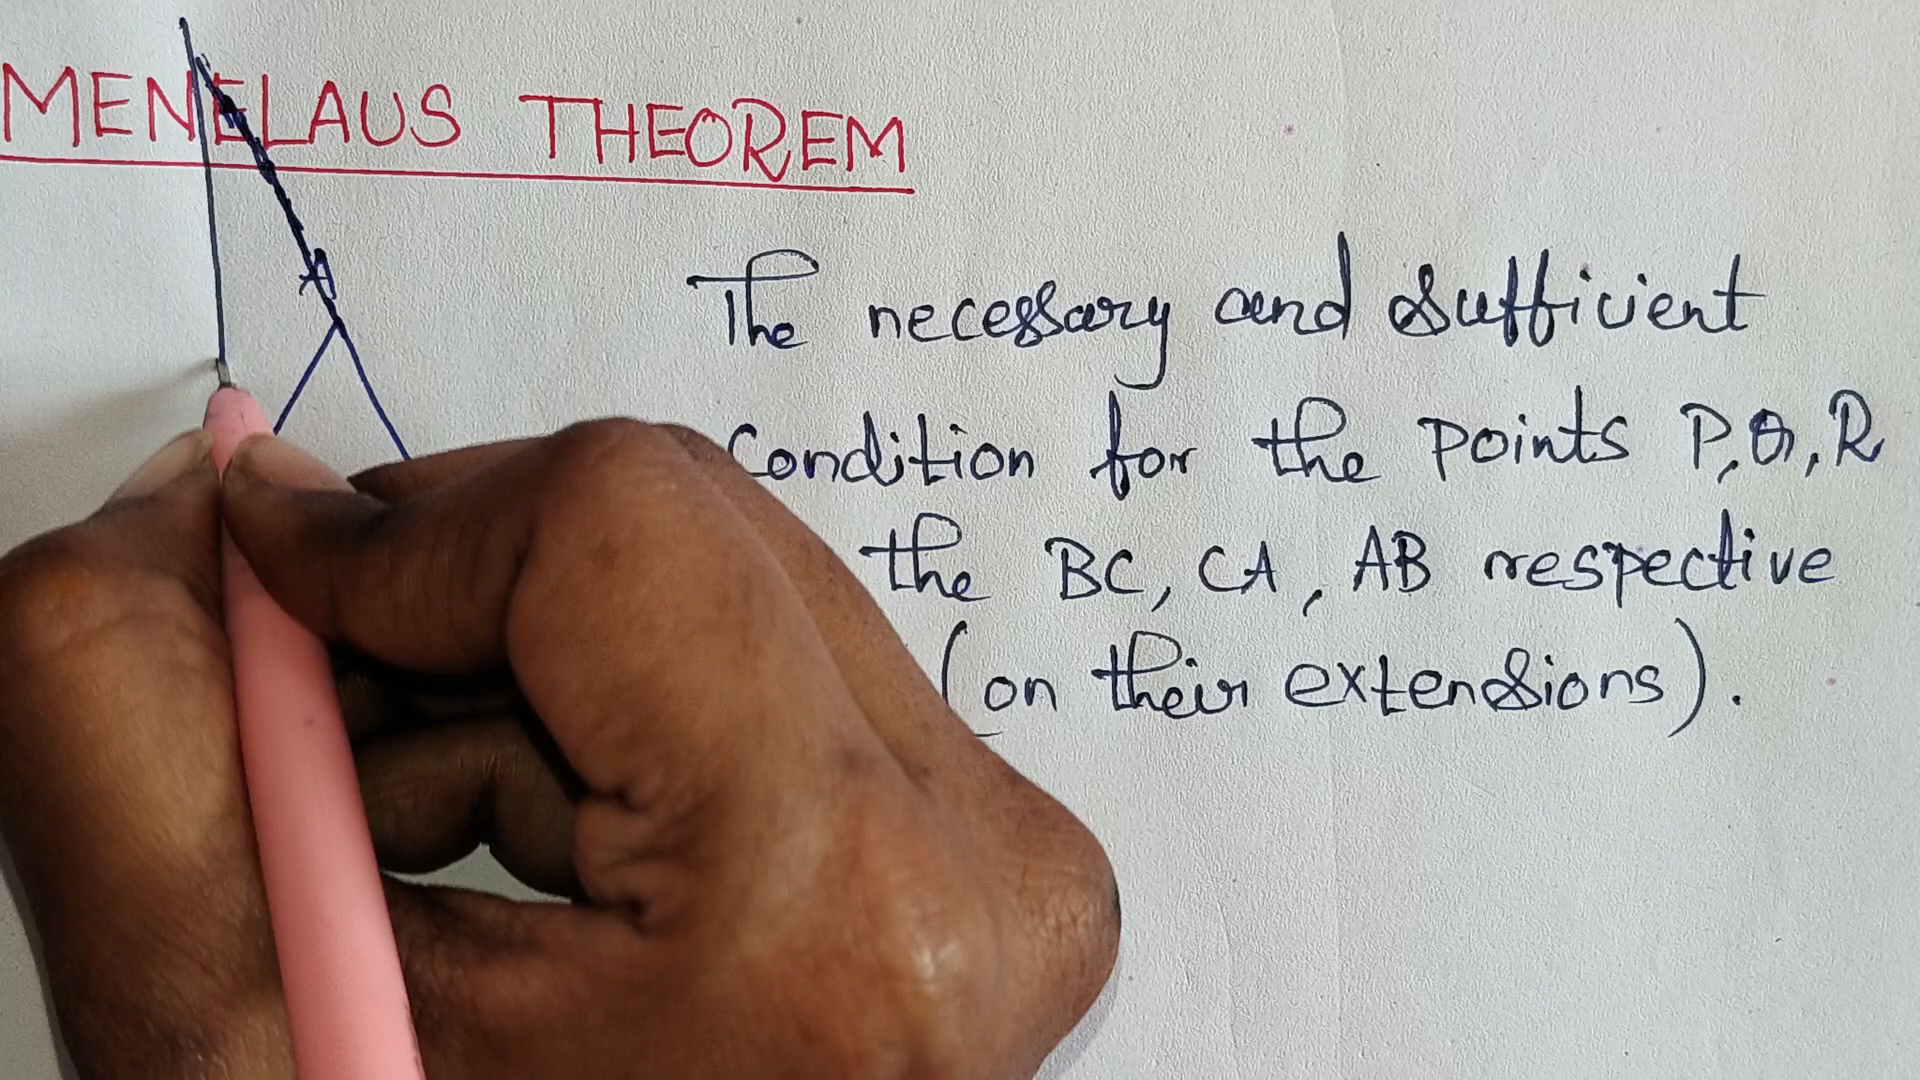 MENELAUS THEOREM
The necessary and sufficient
Condition for the points P, Q, R
the BC, CA, AB respective
(on their extensions).
A